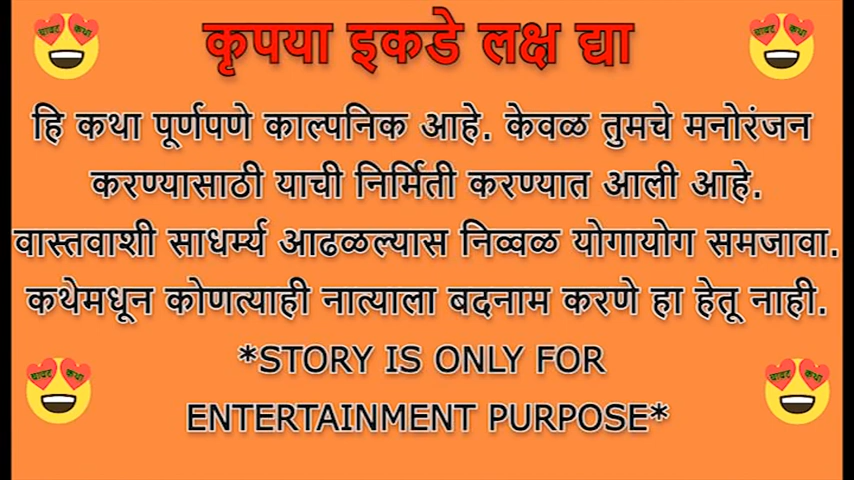 कृपया इकडे लक्ष द्या
हि कथा पूर्णपणे काल्पनिक आहे. केवळ तुमचे मनोरंजन
करण्यासाठी याची निर्मिती करण्यात आली आहे.
वास्तवाशी साधर्म्य आढळल्यास निव्वळ योगायोग समजावा.
कथेमधून कोणत्याही नात्याला बदनाम करणे हा हेतू नाही.
*STORY IS ONLY FOR
ENTERTAINMENT PURPOSE*